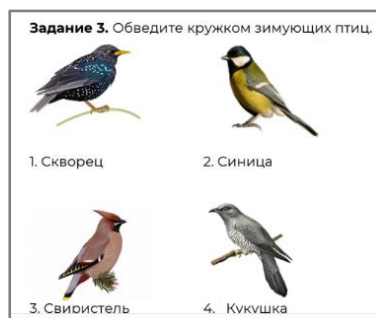 Задание 3. Обведите кружком зимующих птиц.
1. Скворец
2. Синица
3. Свиристель
4. Кукушка